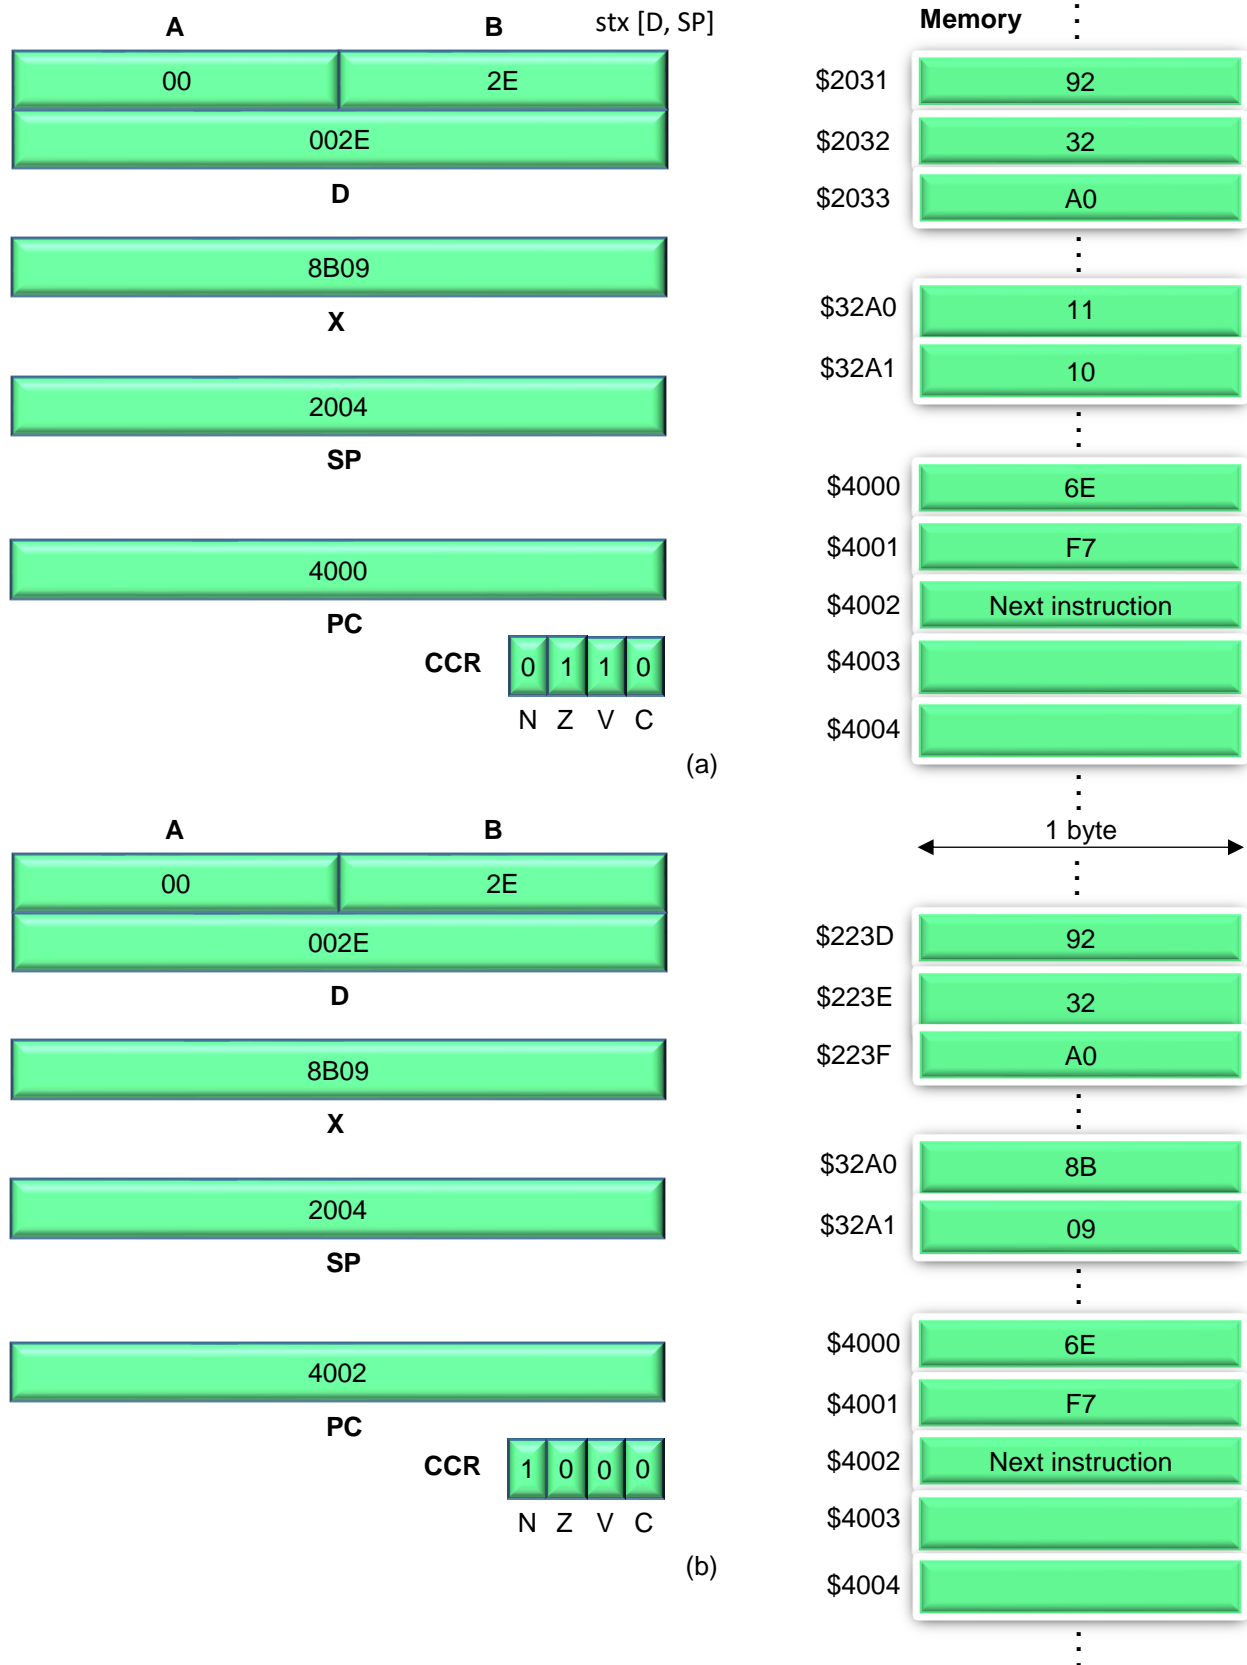 A B stx [D, SP] Memory
$2031 92
00 2E
$2032 32
002E
$2033 A0
D
8B09
$32A0 11
X
$32A1 10
2004
SP
$4000 6E
$4001 F7
4000
$4002 Next instruction
PC
CCR 0 1 1 0
$4003
N Z V C
$4004
(a)
A B 1 byte
00 2E
$223D 92
002E
D
$223E 32
8B09
$223F A0
X
$32A0 8B
2004
$32A1 09
SP
$4000 6E
4002
$4001 F7
PC
CCR 1 0 0 0
$4002 Next instruction
N Z V C
$4003
(b)
$4004